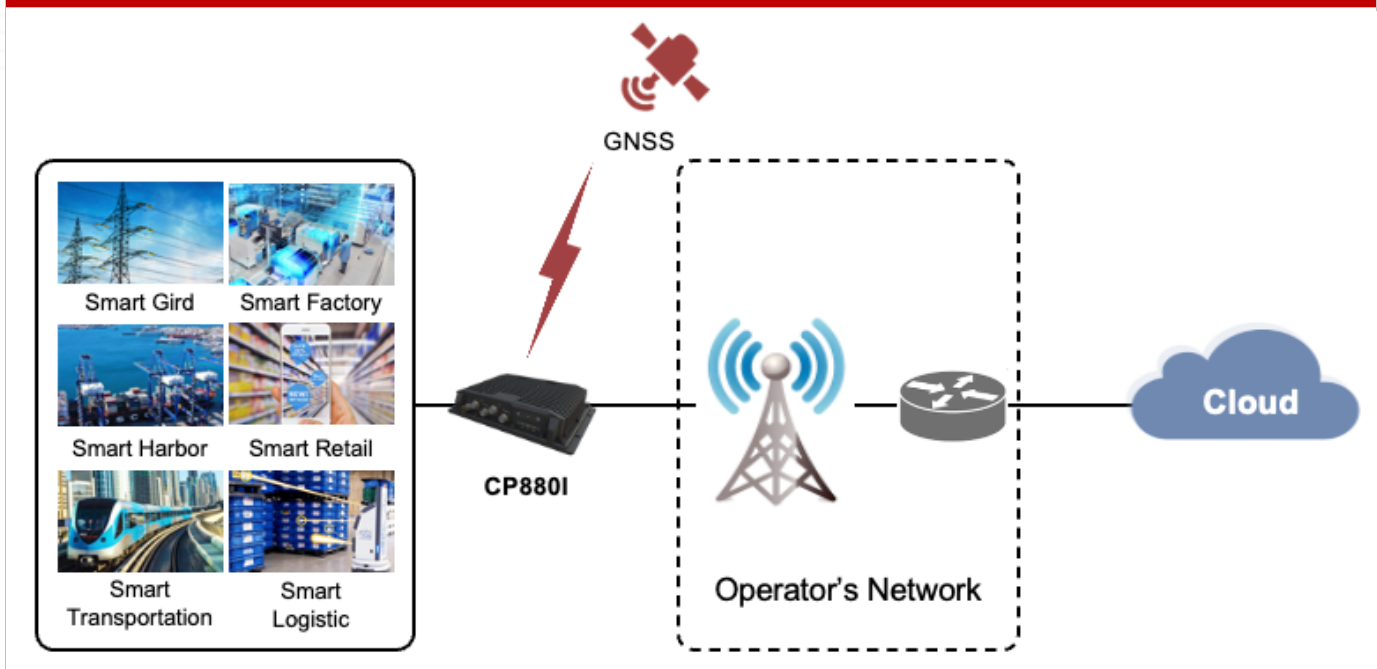 GNSS
Smart Gird
Smart Factory
Smart Harbor
Smart Retail
Smart
Transportation
Smart
Logistic
CP880I
Operator's Network
Cloud